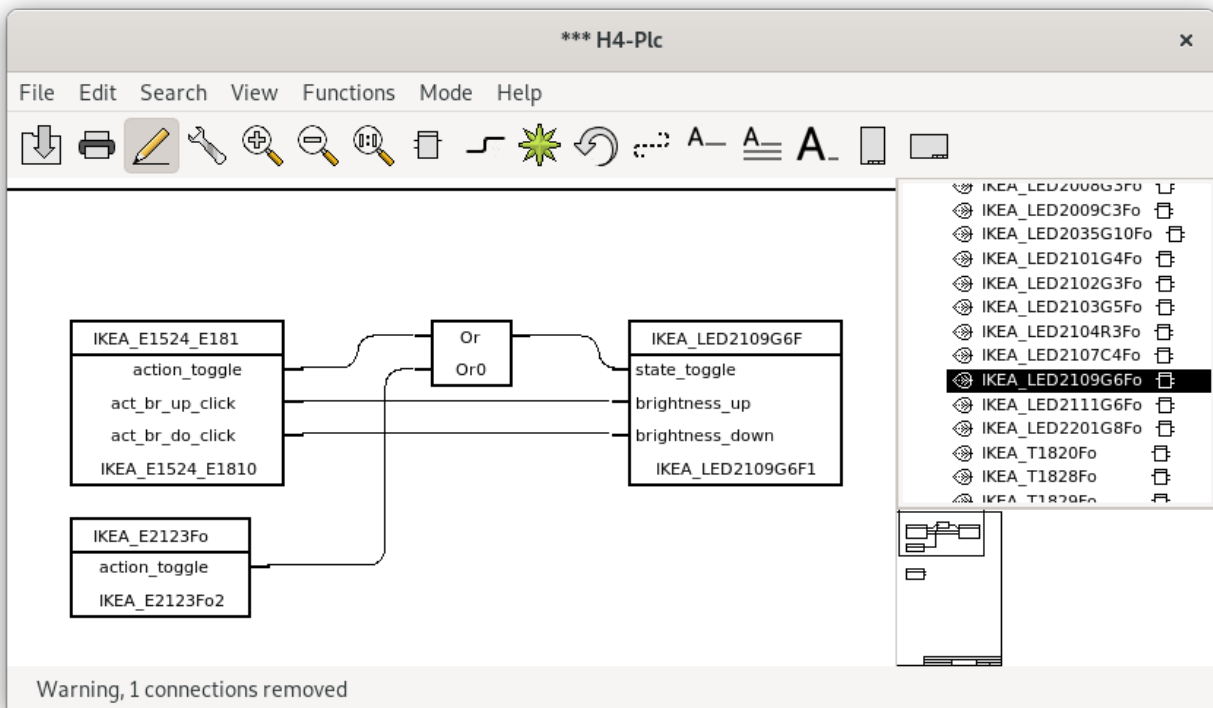 *** H4-Plc
×
File Edit Search View Functions Mode Help
A
A
A
IKEA_LED2008G3Fo
IKEA_LED2009C3Fo
IKEA_LED2035G10Fo
IKEA_LED2101G4Fo
IKEA_LED2102G3Fo
IKEA_LED2103G5Fo
IKEA_LED2104R3Fo
IKEA_LED2107C4Fo
IKEA_LED2109G6Fo
IKEA_LED2111G6Fo
IKEA_LED2201G8Fo
IKEA_T1820Fo
IKEA_T1828Fo
IKEA_T1829Fo
IKEA_E1524_E181
action_toggle
act_br_up_click
act_br_do_click
IKEA_E1524_E1810
Or
Or0
IKEA_LED2109G6F
state_toggle
brightness_up
brightness_down
IKEA_LED2109G6F1
IKEA_E2123Fo
action_toggle
IKEA_E2123Fo2
Warning, 1 connections removed